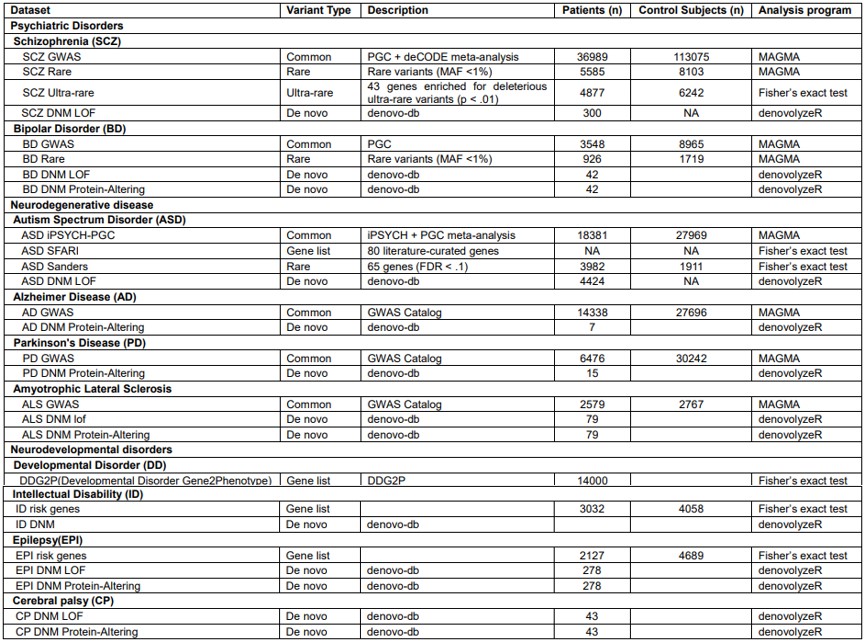 Dataset Variant Type Description Patients (n) Control Subjects (n) Analysis program
Psychiatric Disorders
Schizophrenia (SCZ)
SCZ GWAS Common PGC + deCODE meta-analysis 36989 113075 MAGMA
SCZ Rare Rare Rare variants (MAF <1%) 5585 8103 MAGMA
SCZ Ultra-rare Ultra-rare 43 genes enriched for deleterious ultra-rare variants (p < .01) 4877 6242 Fisher's exact test
SCZ DNM LOF De novo denovo-db 300 NA denovolyzeR
Bipolar Disorder (BD)
BD GWAS Common PGC 3548 8965 MAGMA
BD Rare Rare Rare variants (MAF <1%) 926 1719 MAGMA
BD DNM LOF De novo denovo-db 42 denovolyzeR
BD DNM Protein-Altering De novo denovo-db 42 denovolyzeR
Neurodegenerative disease
Autism Spectrum Disorder (ASD)
ASD iPSYCH-PGC Common iPSYCH + PGC meta-analysis 18381 27969 MAGMA
ASD SFARI Gene list 80 literature-curated genes NA NA Fisher's exact test
ASD Sanders Rare 65 genes (FDR < .1) 3982 1911 Fisher's exact test
ASD DNM LOF De novo denovo-db 4424 NA denovolyzeR
Alzheimer Disease (AD)
AD GWAS Common GWAS Catalog 14338 27696 MAGMA
AD DNM Protein-Altering De novo denovo-db 7 denovolyzeR
Parkinson's Disease (PD)
PD GWAS Common GWAS Catalog 6476 30242 MAGMA
PD DNM Protein-Altering De novo denovo-db 15 denovolyzeR
Amyotrophic Lateral Sclerosis
ALS GWAS Common GWAS Catalog 2579 2767 MAGMA
ALS DNM lof De novo denovo-db 79 denovolyzeR
ALS DNM Protein-Altering De novo denovo-db 79 denovolyzeR
Neurodevelopmental disorders
Developmental Disorder (DD)
DDG2P(Developmental Disorder Gene2Phenotype) Gene list DDG2P 14000 Fisher's exact test
Intellectual Disability (ID)
ID risk genes Gene list 3032 4058 Fisher's exact test
ID DNM De novo denovo-db denovolyzeR
Epilepsy(EPI)
EPI risk genes Gene list 2127 4689 Fisher's exact test
EPI DNM LOF De novo denovo-db 278 denovolyzeR
EPI DNM Protein-Altering De novo denovo-db 278 denovolyzeR
Cerebral palsy (CP)
CP DNM LOF De novo denovo-db 43 denovolyzeR
CP DNM Protein-Altering De novo denovo-db 43 denovolyzeR